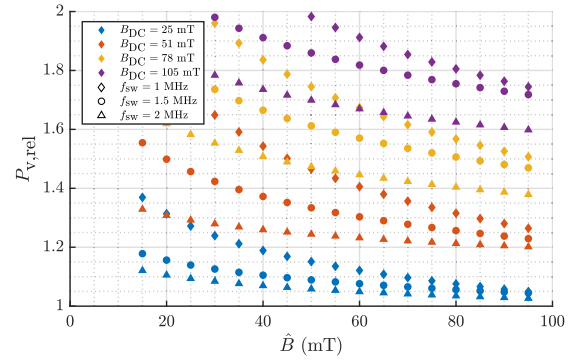 2
1.8
1.6
1.4
1.2
1
P_v,rel
B_DC = 25 mT
B_DC = 51 mT
B_DC = 78 mT
B_DC = 105 mT
f_sw = 1 MHz
f_sw = 1.5 MHz
f_sw = 2 MHz
0 20 40 60 80 100
B̂ (mT)